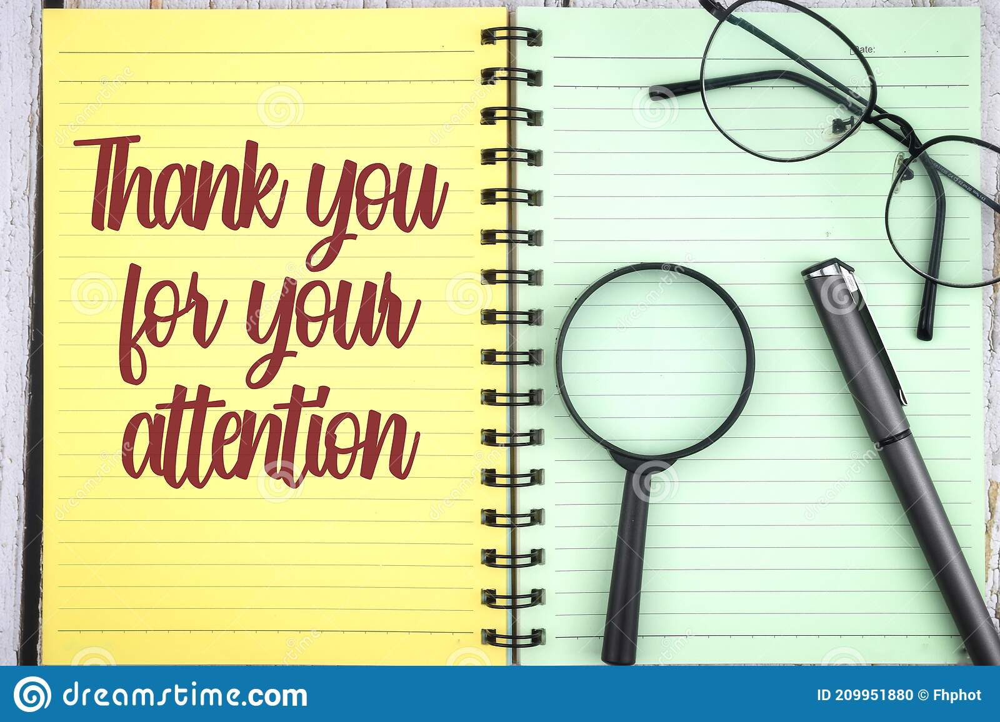 Thank you
for your
attention
Date:
dreamstime.com
ID 209951880 © Fhphot